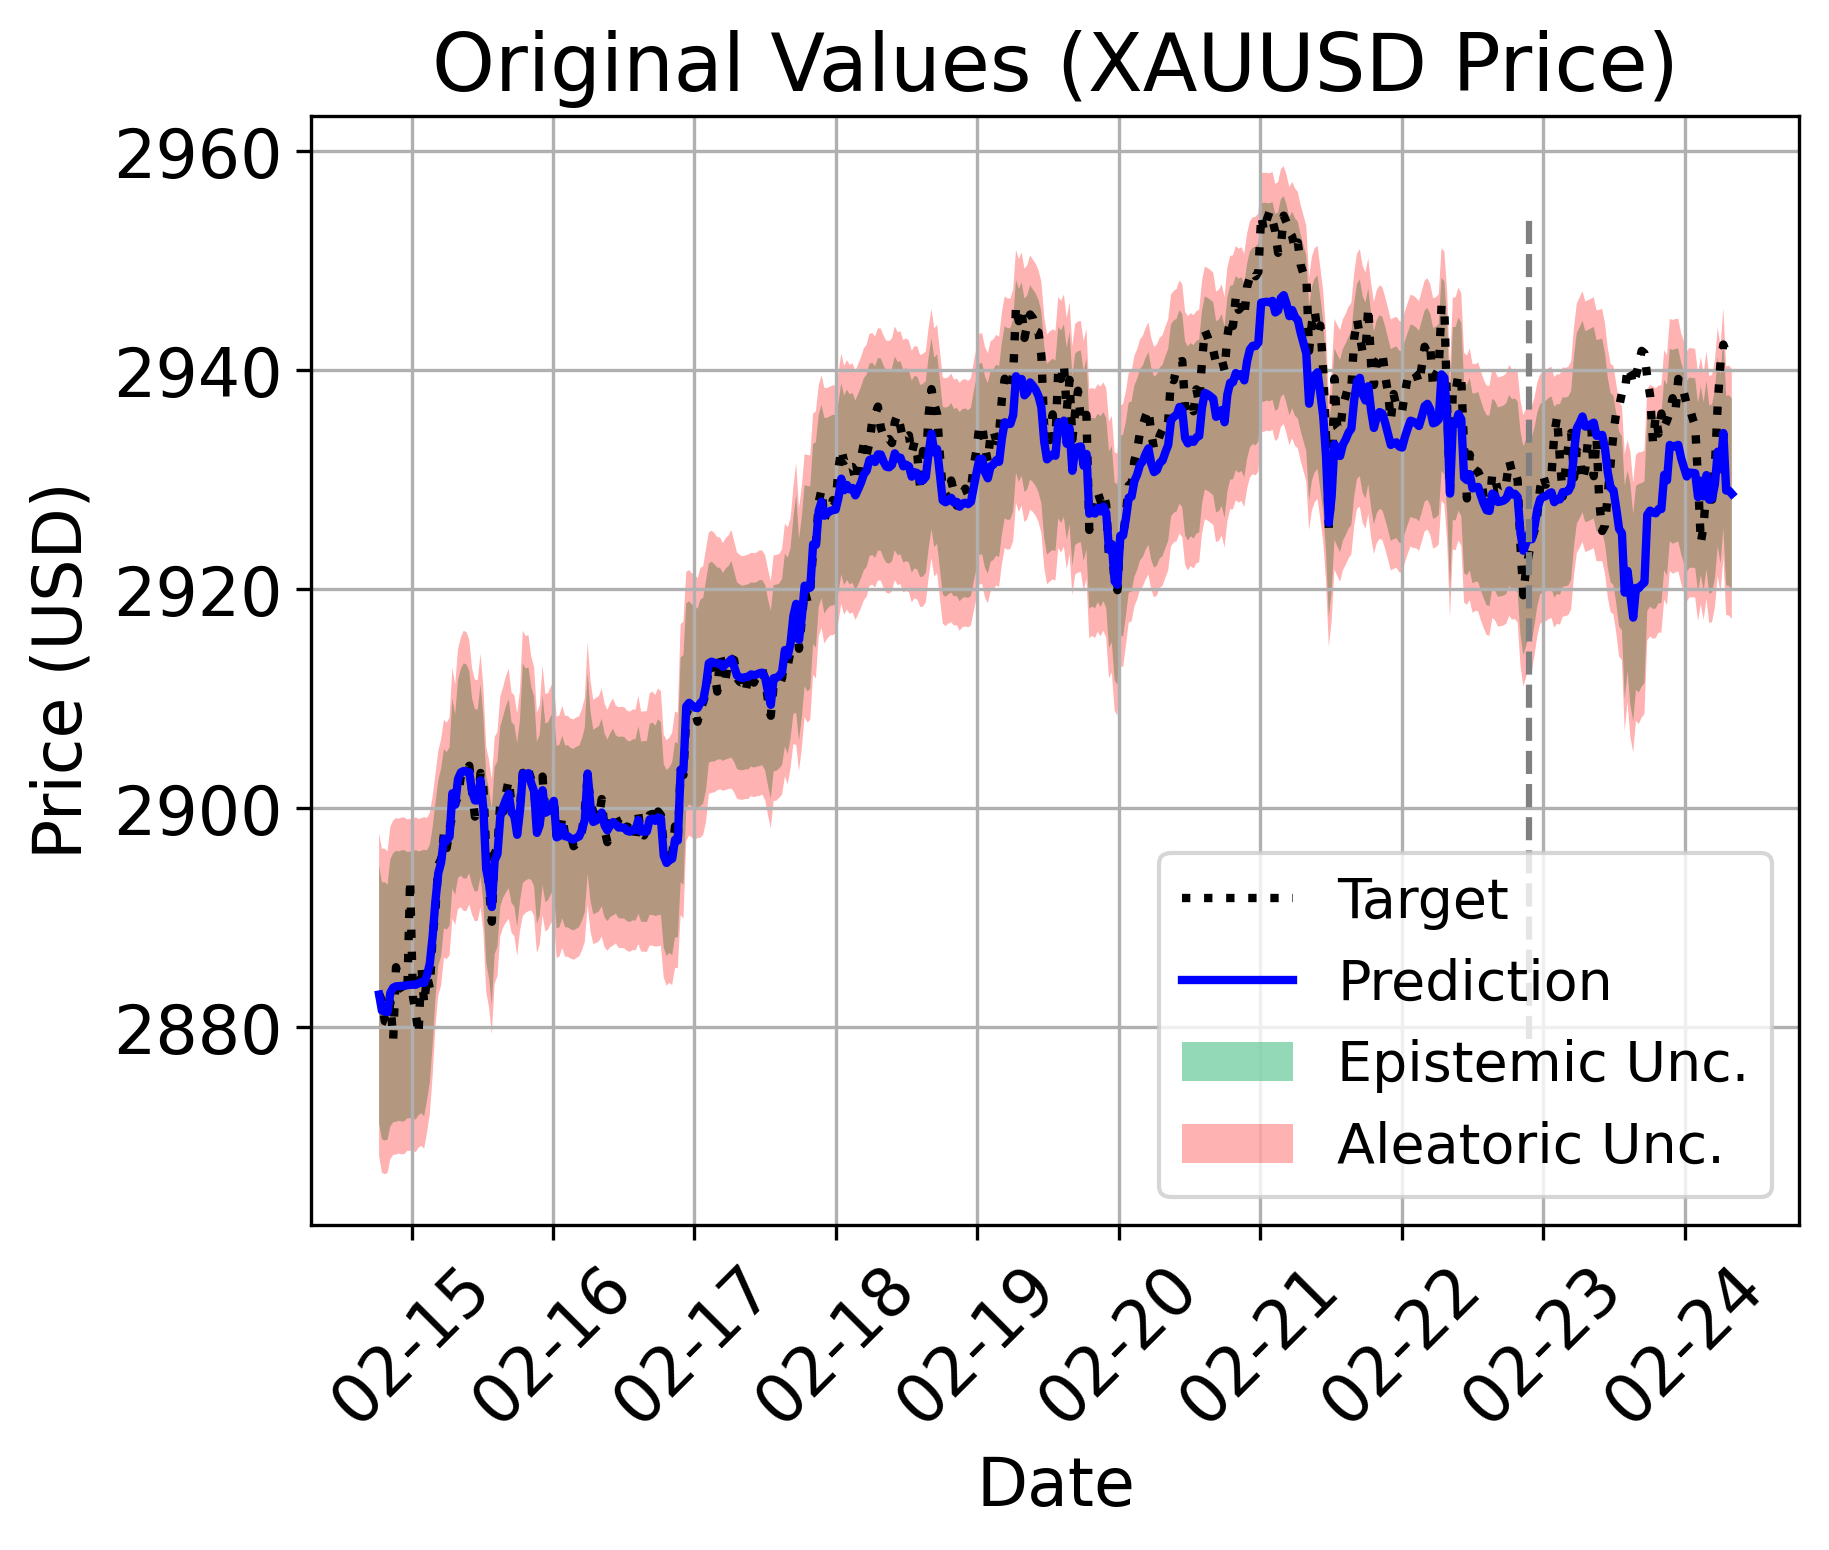 Original Values (XAUUSD Price)
Price (USD)
2960
2940
2920
2900
2880
Target
Prediction
Epistemic Unc.
Aleatoric Unc.
02-15
02-16
02-17
02-18
02-19
02-20
02-21
02-22
02-23
02-24
Date